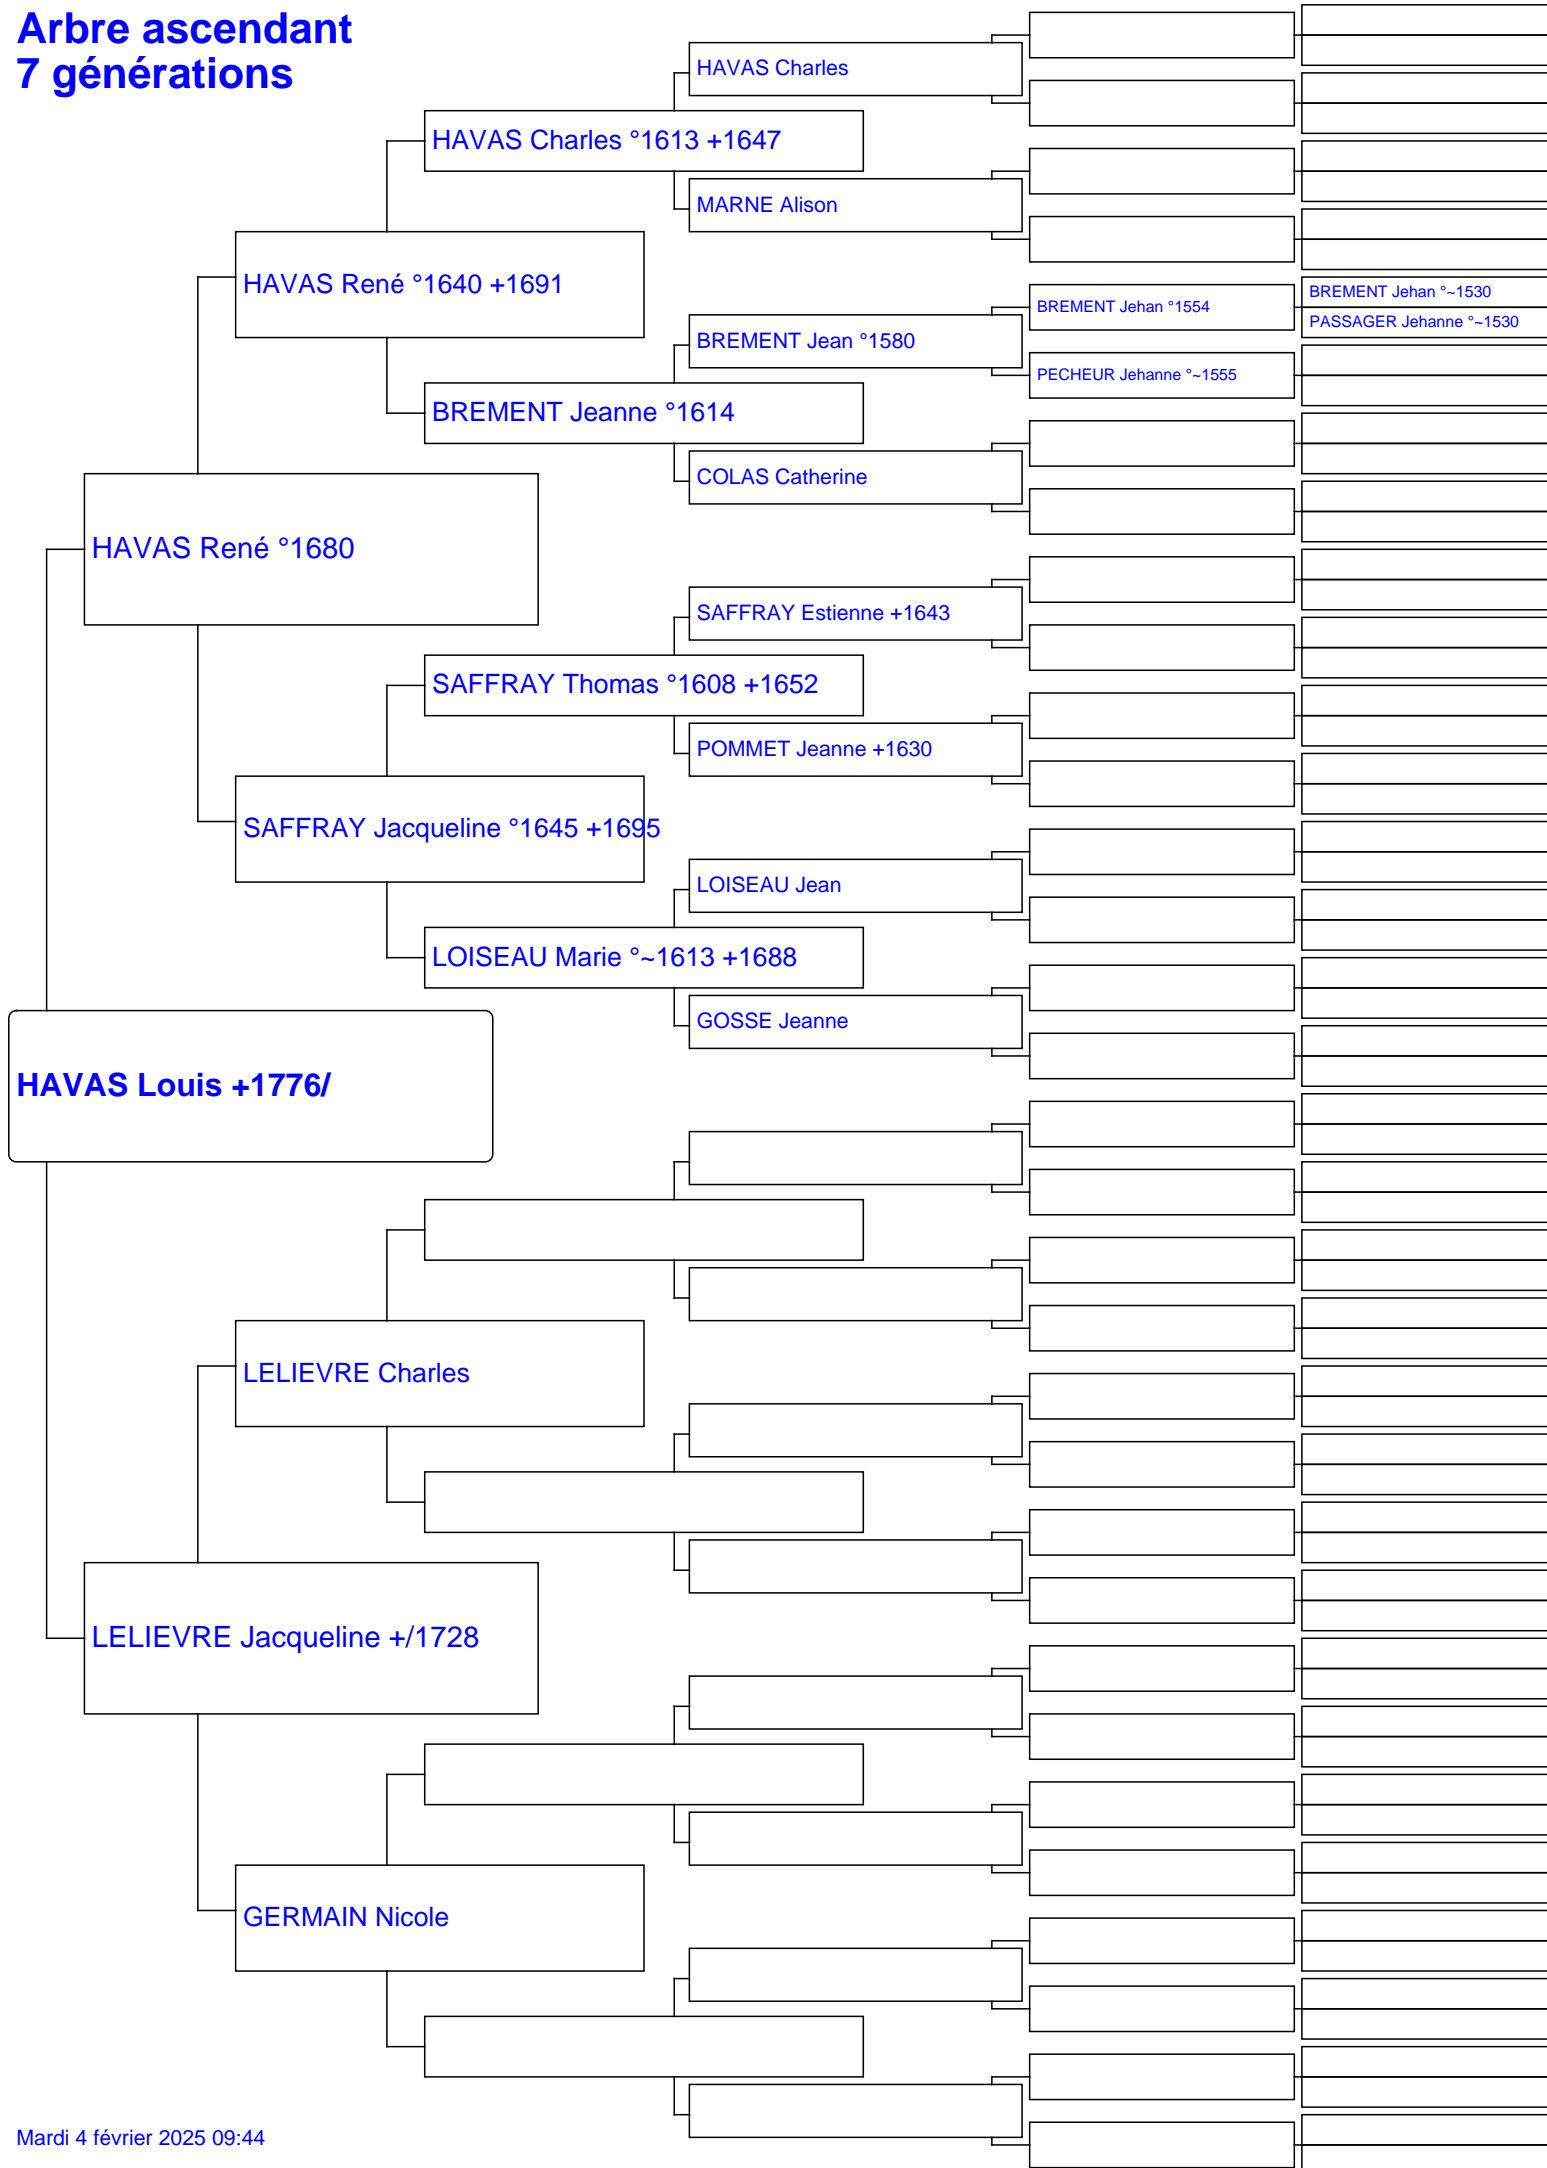 Arbre ascendant
7 générations
HAVAS Charles
HAVAS Charles °1613 +1647
MARNE Alison
HAVAS René °1640 +1691
BREMENT Jehan °~1530
BREMENT Jehan °1554
PASSAGER Jehanne °~1530
BREMENT Jean °1580
PECHEUR Jehanne °~1555
BREMENT Jeanne °1614
COLAS Catherine
HAVAS René °1680
SAFFRAY Estienne +1643
SAFFRAY Thomas °1608 +1652
POMMET Jeanne +1630
SAFFRAY Jacqueline °1645 +1695
LOISEAU Jean
LOISEAU Marie °~1613 +1688
GOSSE Jeanne
HAVAS Louis +1776/
LELIEVRE Charles
LELIEVRE Jacqueline +/1728
GERMAIN Nicole
Mardi 4 février 2025 09:44